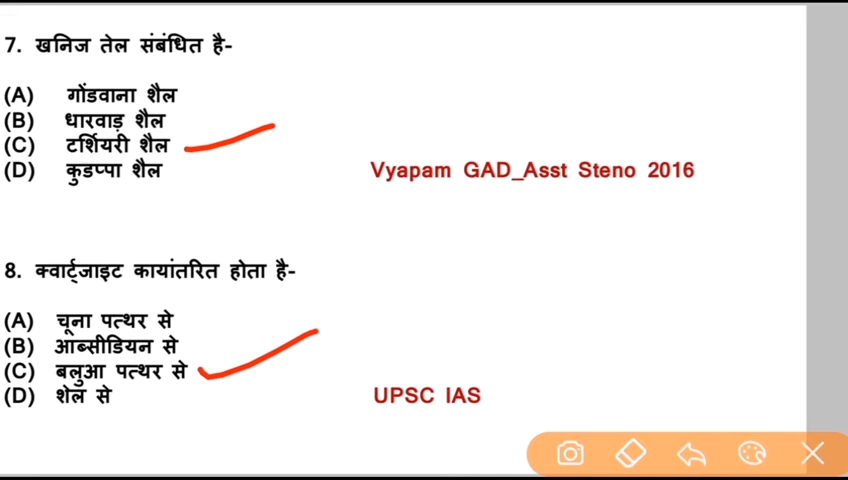 7. खनिज तेल संबंधित है-
(A) गोंडवाना शैल
(B) धारवाड़ शैल
(C) टर्शियरी शैल
(D) कुडप्पा शैल
Vyapam GAD_Asst Steno 2016
8. क्वार्ट्जाइट कायांतरित होता है-
(A) चूना पत्थर से
(B) आब्सीडियन से
(C) बलुआ पत्थर से
(D) शेल से
UPSC IAS